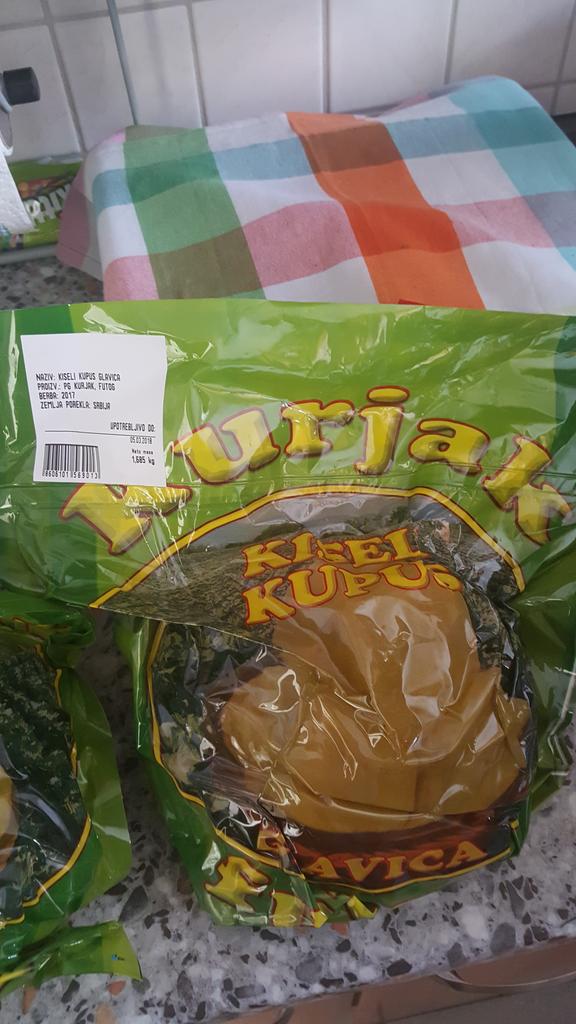 NAZIV: KISELI KUPUS GLAVICA
PROIZV.: PG KURJAK, FUTOG
BERBA: 2017
ZEMLJA POREKLA: SRBIJA
UPOTREBLJIVO DO:
05.03.2018
Neto masa
1,685 kg
8606101569013
Kurjak
KISELI
KUPUS
GLAVICA